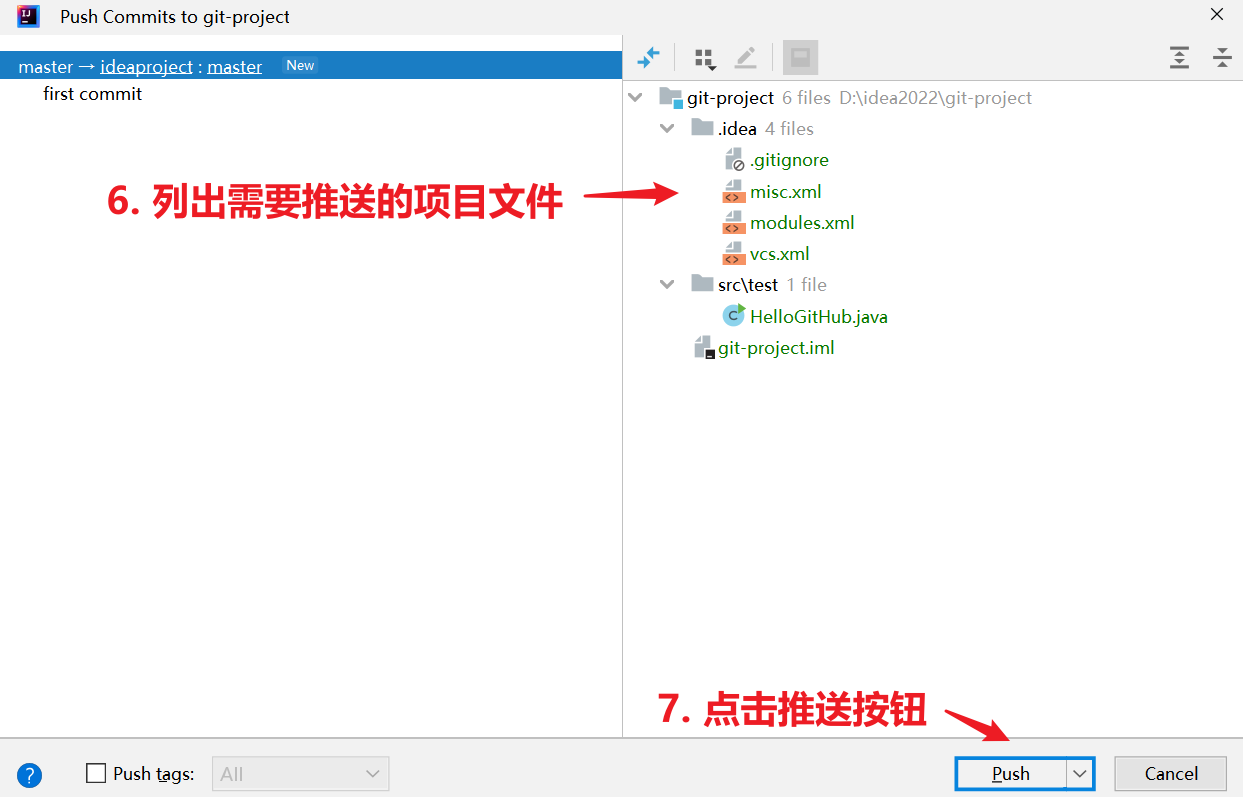 Push Commits to git-project
master → ideaproject : master New
first commit
git-project 6 files D:\idea2022\git-project
.idea 4 files
.gitignore
6. 列出需要推送的项目文件
misc.xml
modules.xml
vcs.xml
src\test 1 file
HelloGitHub.java
git-project.iml
7. 点击推送按钮
? Push tags: All Push Cancel